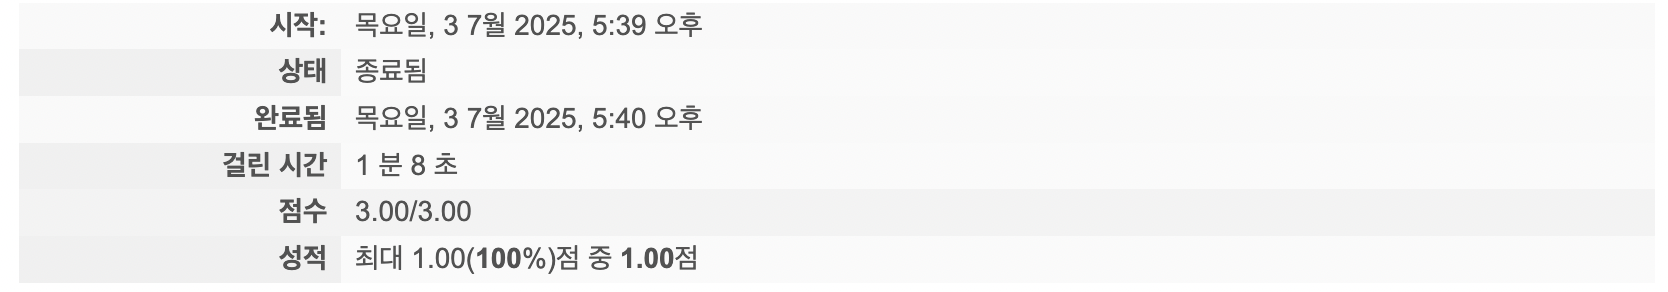 시작: 목요일, 3 7월 2025, 5:39 오후
상태 종료됨
완료됨 목요일, 3 7월 2025, 5:40 오후
걸린 시간 1 분 8 초
점수 3.00/3.00
성적 최대 1.00(100%)점 중 1.00점